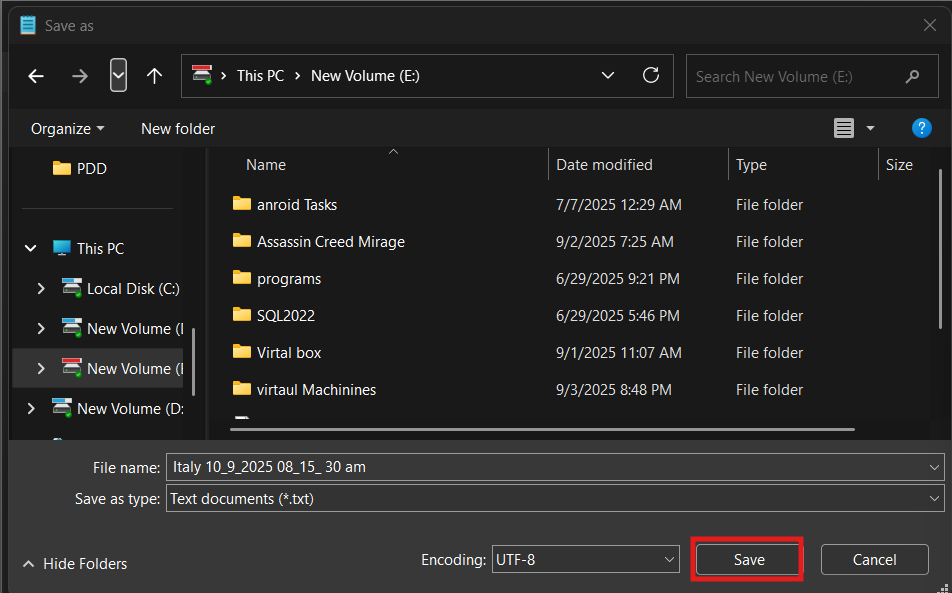 Save as
This PC > New Volume (E:)
Search New Volume (E:)
Organize
New folder
?
PDD
This PC
Local Disk (C:)
New Volume (
New Volume (
New Volume (D:
Name Date modified Type Size
anroid Tasks 7/7/2025 12:29 AM File folder
Assassin Creed Mirage 9/2/2025 7:25 AM File folder
programs 6/29/2025 9:21 PM File folder
SQL2022 6/29/2025 5:46 PM File folder
Virtal box 9/1/2025 11:07 AM File folder
virtaul Machinines 9/3/2025 8:48 PM File folder
File name: Italy 10_9_2025 08_15_ 30 am
Save as type: Text documents (*.txt)
Hide Folders
Encoding: UTF-8
Save
Cancel